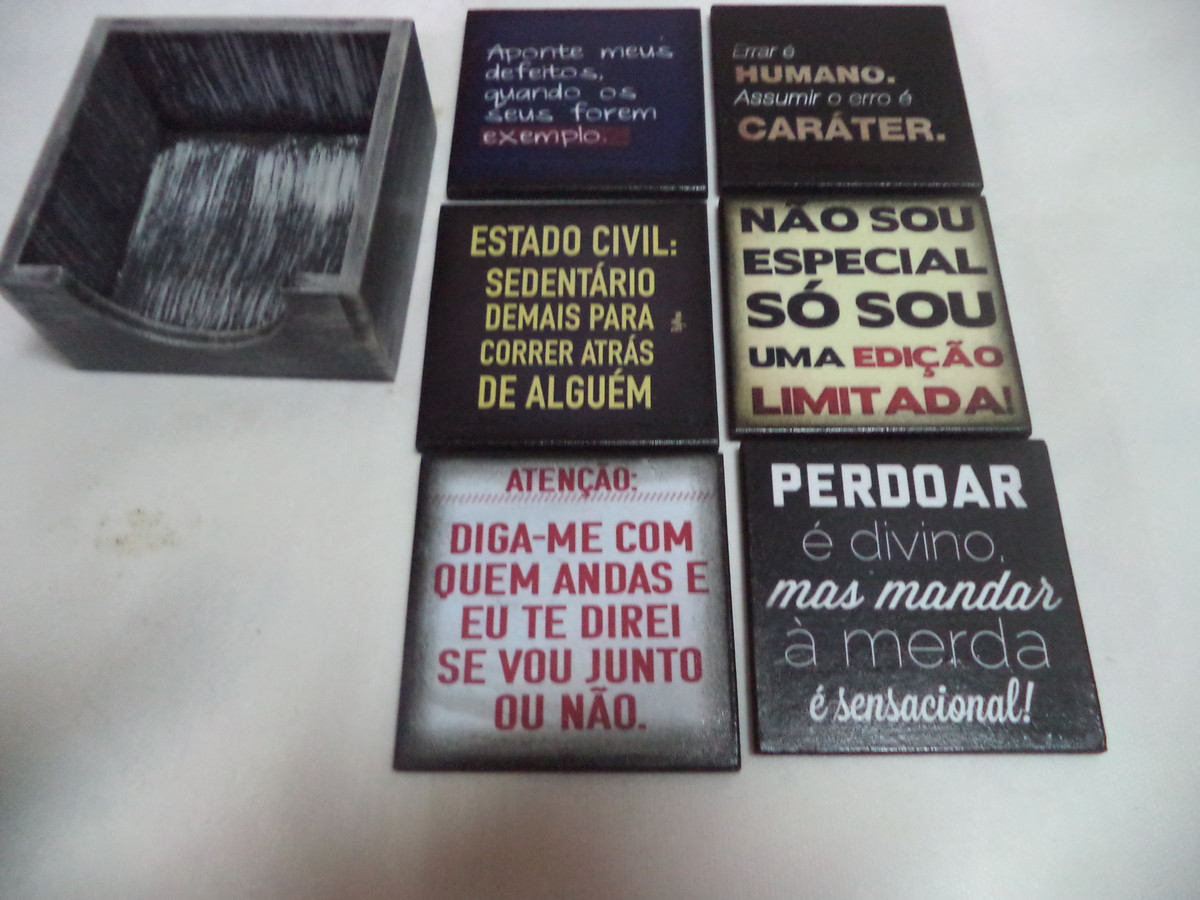 Aponte meus
defeitos,
quando os
seus forem
exemplo.
Errar é
HUMANO.
Assumir o erro é
CARÁTER.
ESTADO CIVIL:
SEDENTÁRIO
DEMAIS PARA
CORRER ATRÁS
DE ALGUÉM
NÃO SOU
ESPECIAL
SÓ SOU
UMA EDIÇÃO
LIMITADA!
ATENÇÃO:
DIGA-ME COM
QUEM ANDAS E
EU TE DIREI
SE VOU JUNTO
OU NÃO.
PERDOAR
é divino,
mas mandar
à merda
é sensacional!